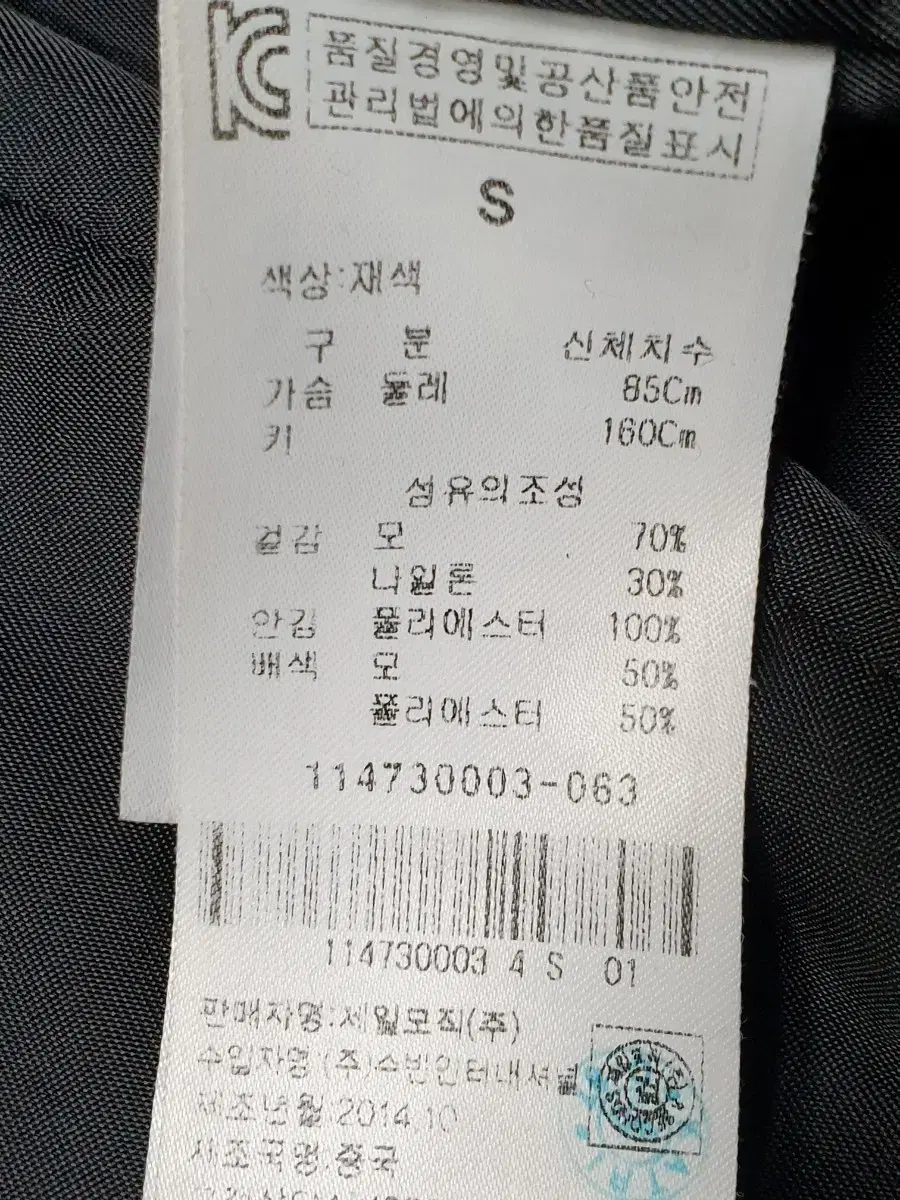 KC
품질경영및공산품안전
관리법에의한품질표시
S
색상:재색
구 분 신체치수
가슴 둘레 85Cm
키 160Cm
섬유의조성
겉감 모 70%
나일론 30%
안감 폴리에스터 100%
배색 모 50%
폴리에스터 50%
114730003-063
114730003 4 S 01
판매자명:제일모직(주)
수입자명 (주)수빈인터내셔널
제조년월 2014.10
제조국명:중국